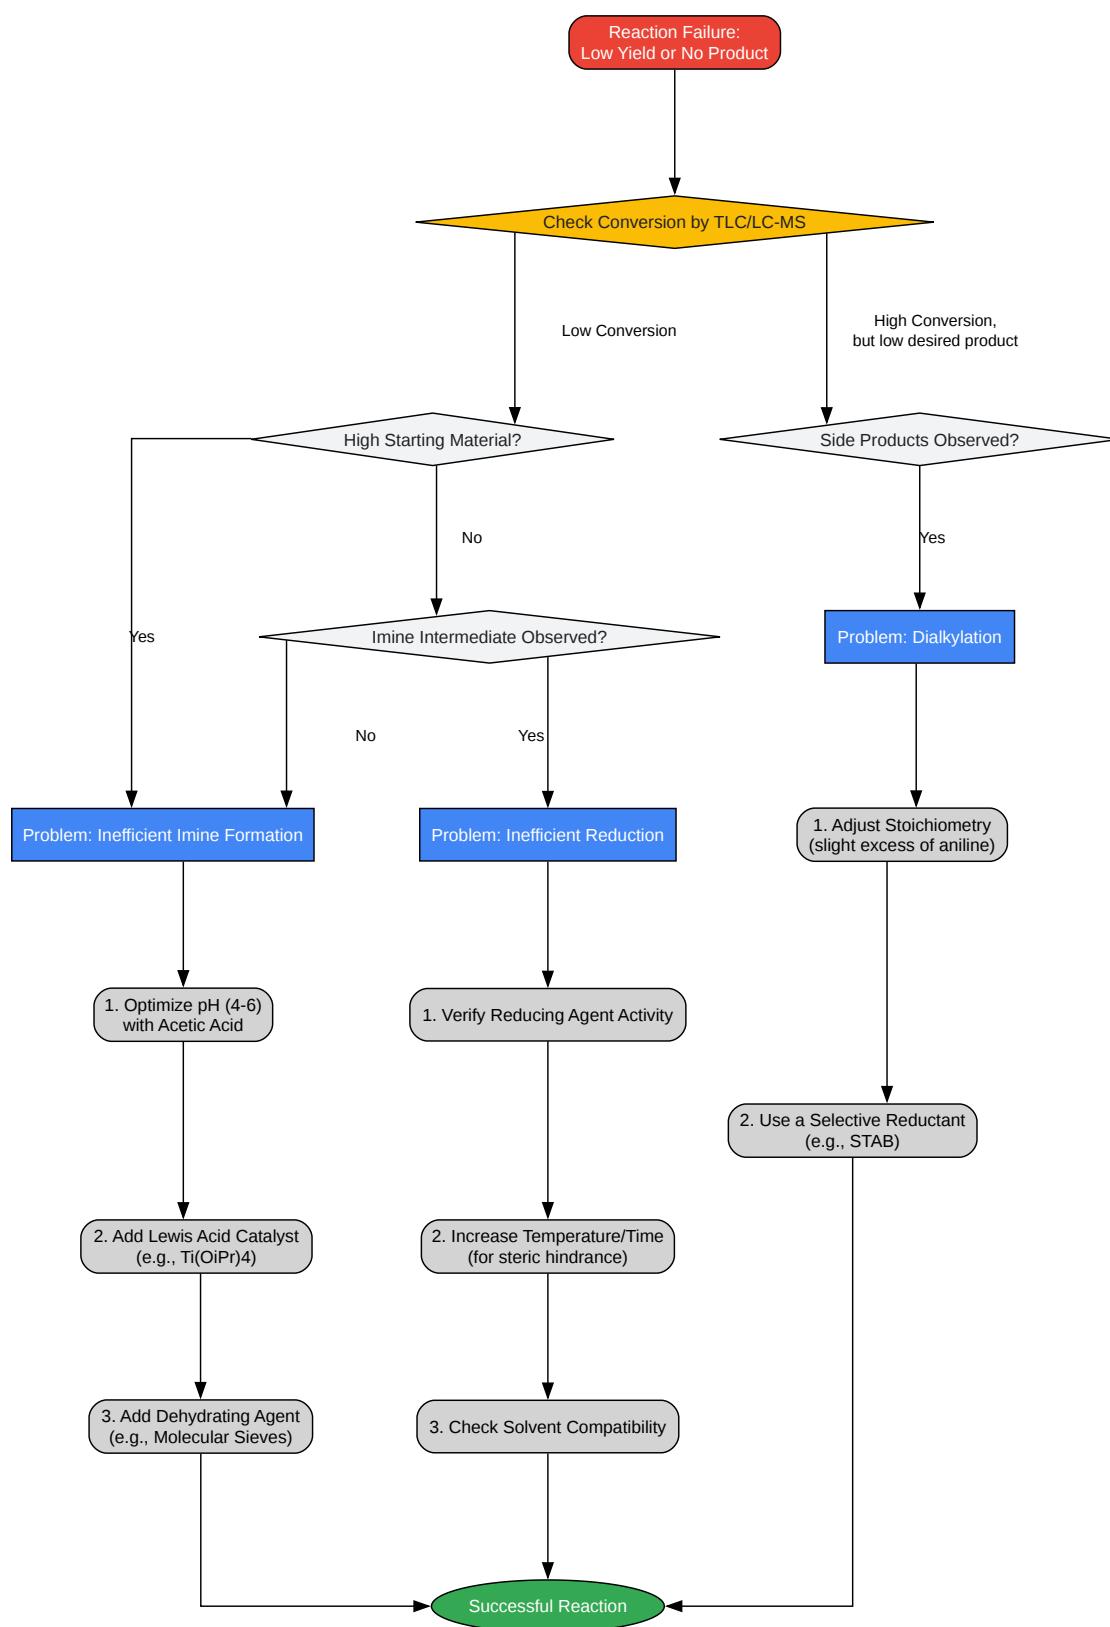 Reaction Failure:
Low Yield or No Product
Check Conversion by TLC/LC-MS
Low Conversion
High Conversion,
but low desired product
High Starting Material?
Side Products Observed?
No
Yes
Yes
Imine Intermediate Observed?
Problem: Dialkylation
No
Yes
Problem: Inefficient Imine Formation
Problem: Inefficient Reduction
1. Adjust Stoichiometry
(slight excess of aniline)
1. Optimize pH (4-6)
with Acetic Acid
1. Verify Reducing Agent Activity
2. Use a Selective Reductant
(e.g., STAB)
2. Add Lewis Acid Catalyst
(e.g., Ti(OiPr)4)
2. Increase Temperature/Time
(for steric hindrance)
3. Add Dehydrating Agent
(e.g., Molecular Sieves)
3. Check Solvent Compatibility
Successful Reaction